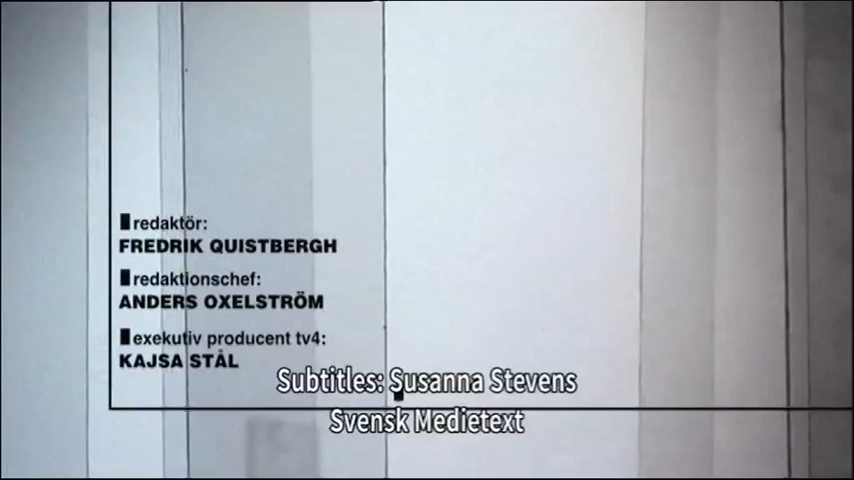 redaktör:
FREDRIK QUISTBERGH
redaktionschef:
ANDERS OXELSTRÖM
exekutiv producent tv4:
KAJSA STÅL
Subtitles: Susanna Stevens
Svensk Medietext